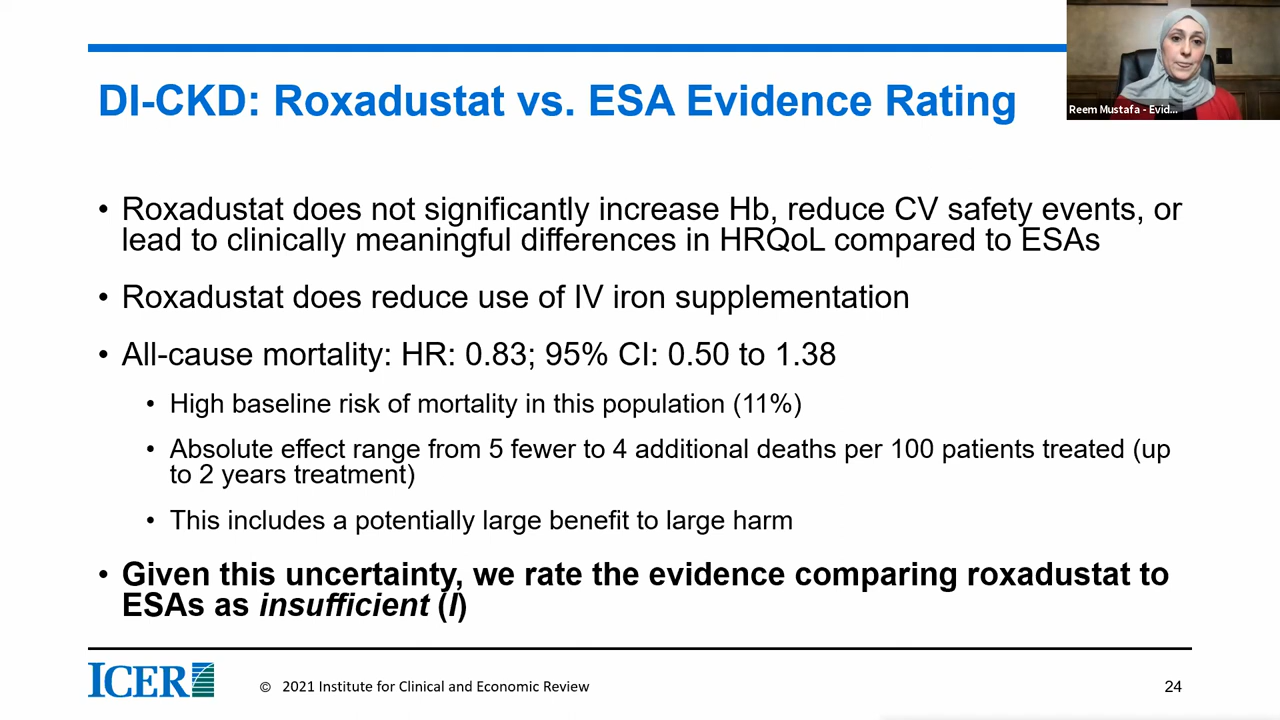 Reem Mustafa - Evid...
DI-CKD: Roxadustat vs. ESA Evidence Rating
• Roxadustat does not significantly increase Hb, reduce CV safety events, or
lead to clinically meaningful differences in HRQoL compared to ESAs
• Roxadustat does reduce use of IV iron supplementation
• All-cause mortality: HR: 0.83; 95% CI: 0.50 to 1.38
• High baseline risk of mortality in this population (11%)
• Absolute effect range from 5 fewer to 4 additional deaths per 100 patients treated (up
to 2 years treatment)
• This includes a potentially large benefit to large harm
• Given this uncertainty, we rate the evidence comparing roxadustat to
ESAs as insufficient (I)
ICER
© 2021 Institute for Clinical and Economic Review
24